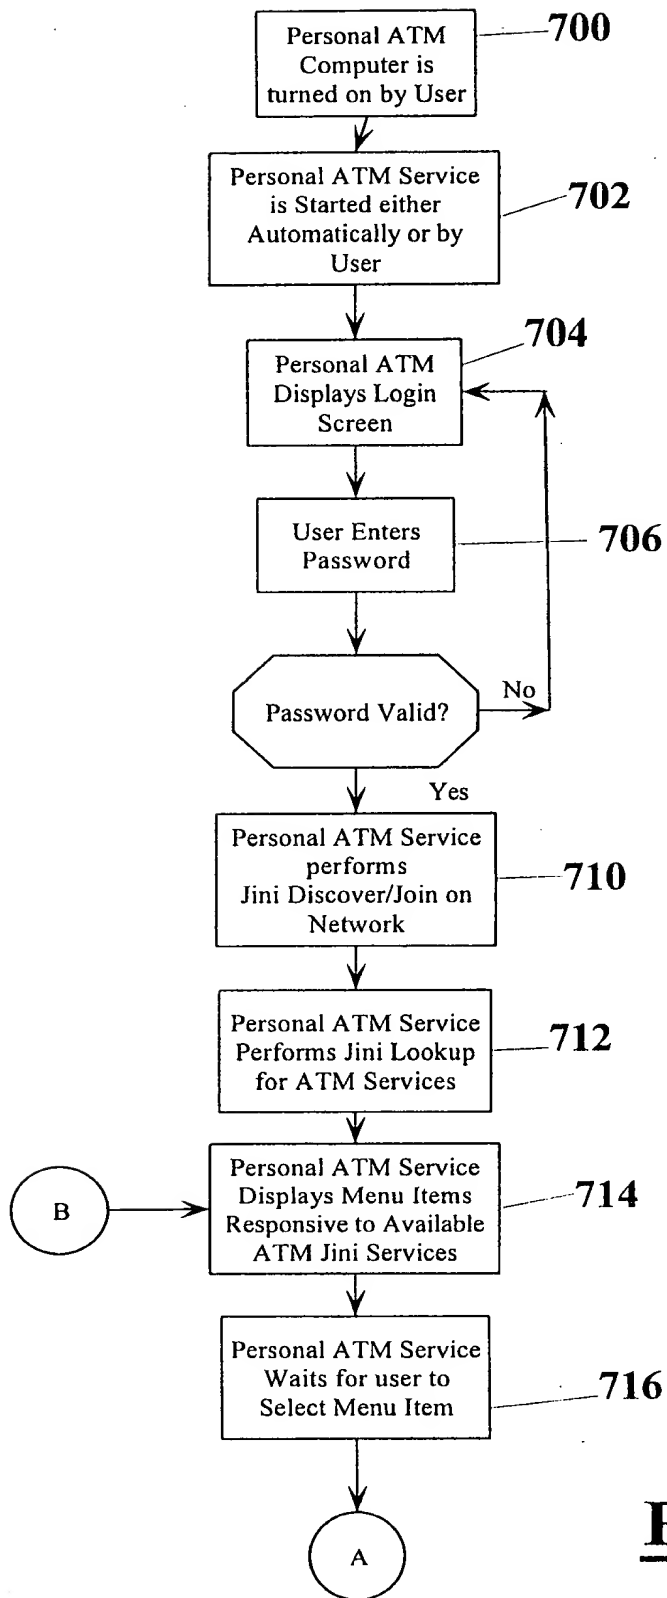 Personal ATM
Computer is
turned on by User
700
Personal ATM Service
is Started either
Automatically or by
User
702
704
Personal ATM
Displays Login
Screen
User Enters
Password
706
Password Valid?
No
Yes
Personal ATM Service
performs
Jini Discover/Join on
Network
710
Personal ATM Service
Performs Jini Lookup
for ATM Services
712
Personal ATM Service
Displays Menu Items
Responsive to Available
ATM Jini Services
714
B
Personal ATM Service
Waits for user to
Select Menu Item
716
A